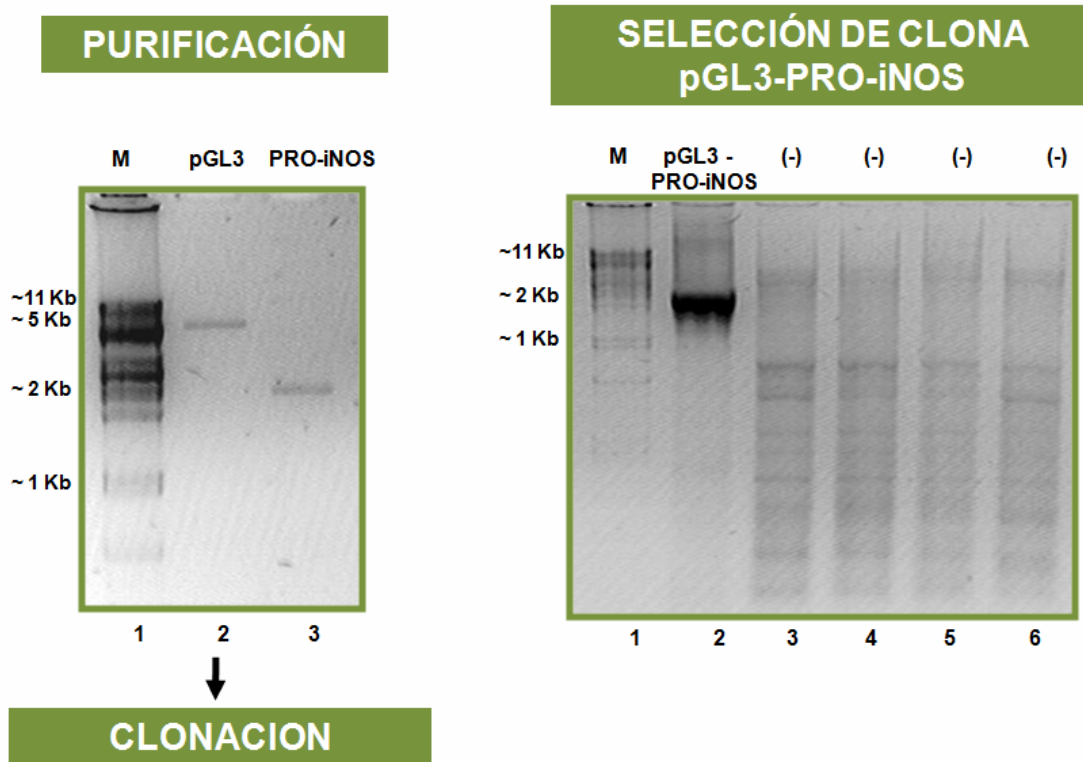 PURIFICACIÓN
M pGL3 PRO-iNOS
~11 Kb
~ 5 Kb
~ 2 Kb
~ 1 Kb
1 2 3
CLONACION
SELECCIÓN DE CLONA
pGL3-PRO-iNOS
M pGL3 - (-) (-) (-) (-)
PRO-iNOS
~11 Kb
~ 2 Kb
~ 1 Kb
1 2 3 4 5 6